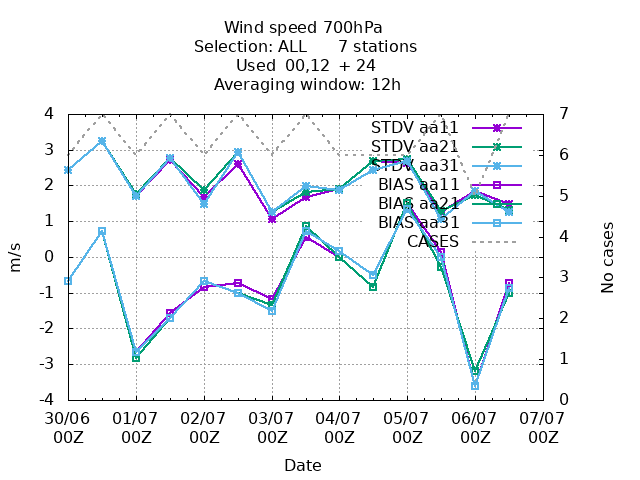 Wind speed 700hPa
Selection: ALL 7 stations
Used 00,12 + 24
Averaging window: 12h
4
3
2
1
0
-1
-2
-3
-4
m/s
7
6
5
4
3
2
1
0
No cases
STDV aa11
STDV aa21
STDV aa31
BIAS aa11
BIAS aa21
BIAS aa31
CASES
30/06 01/07 02/07 03/07 04/07 05/07 06/07 07/07
00Z 00Z 00Z 00Z 00Z 00Z 00Z 00Z
Date